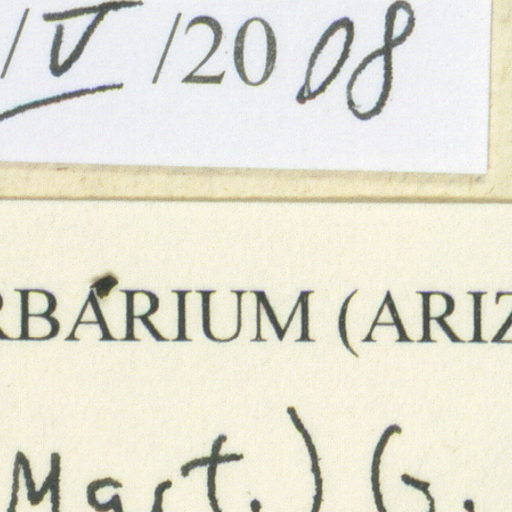 /V/2008
RBARIUM (ARIZ
Mart.) G.